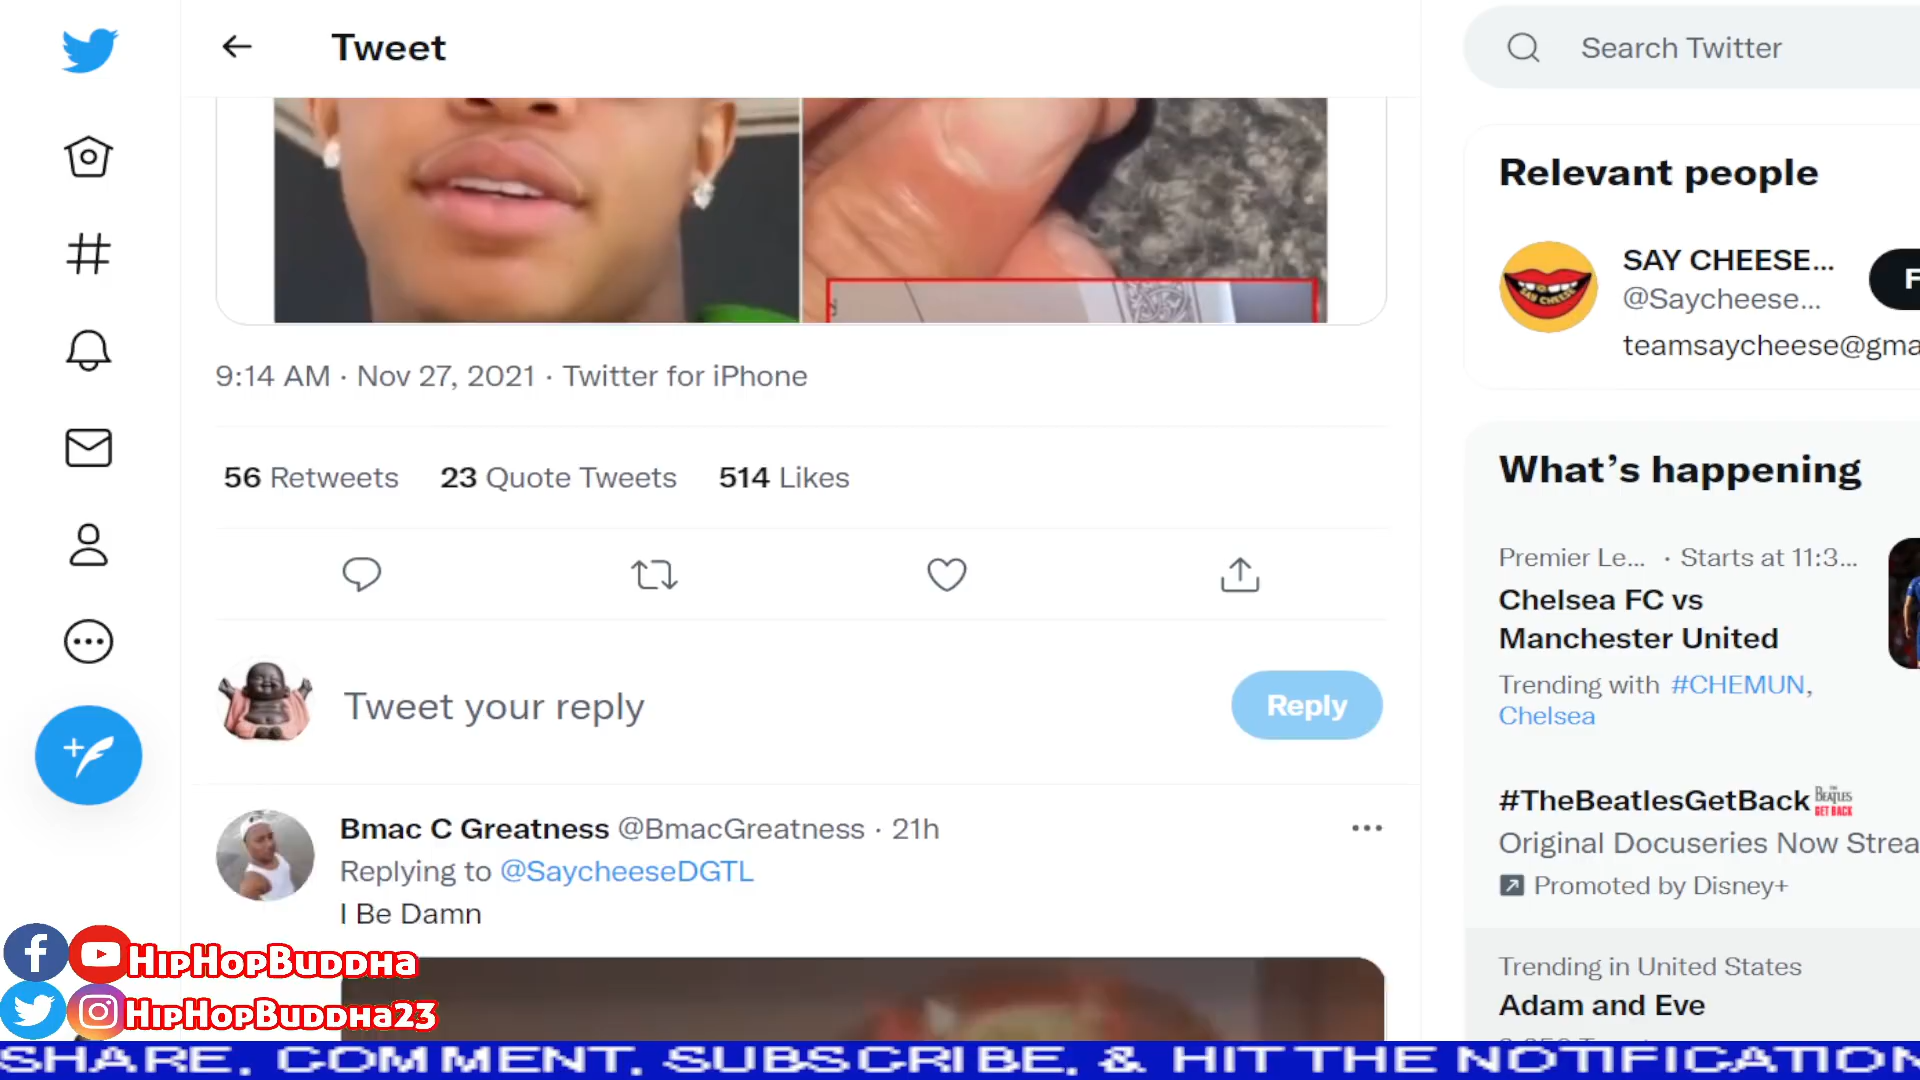 Tweet
Search Twitter
Relevant people
SAY CHEESE...
@Saycheese...
F
teamsaycheese@gma
9:14 AM · Nov 27, 2021 · Twitter for iPhone
56 Retweets 23 Quote Tweets 514 Likes
What's happening
Premier Le... · Starts at 11:3...
Chelsea FC vs
Manchester United
Trending with #CHEMUN,
Chelsea
Tweet your reply
Reply
#TheBeatlesGetBack THE BEATLES GET BACK
Original Docuseries Now Strea
Promoted by Disney+
Bmac C Greatness @BmacGreatness · 21h
Replying to @SaycheeseDGTL
I Be Damn
Trending in United States
Adam and Eve
HipHopBuddha
HipHopBuddha23
SHARE, COMMENT, SUBSCRIBE, & HIT THE NOTIFICATION